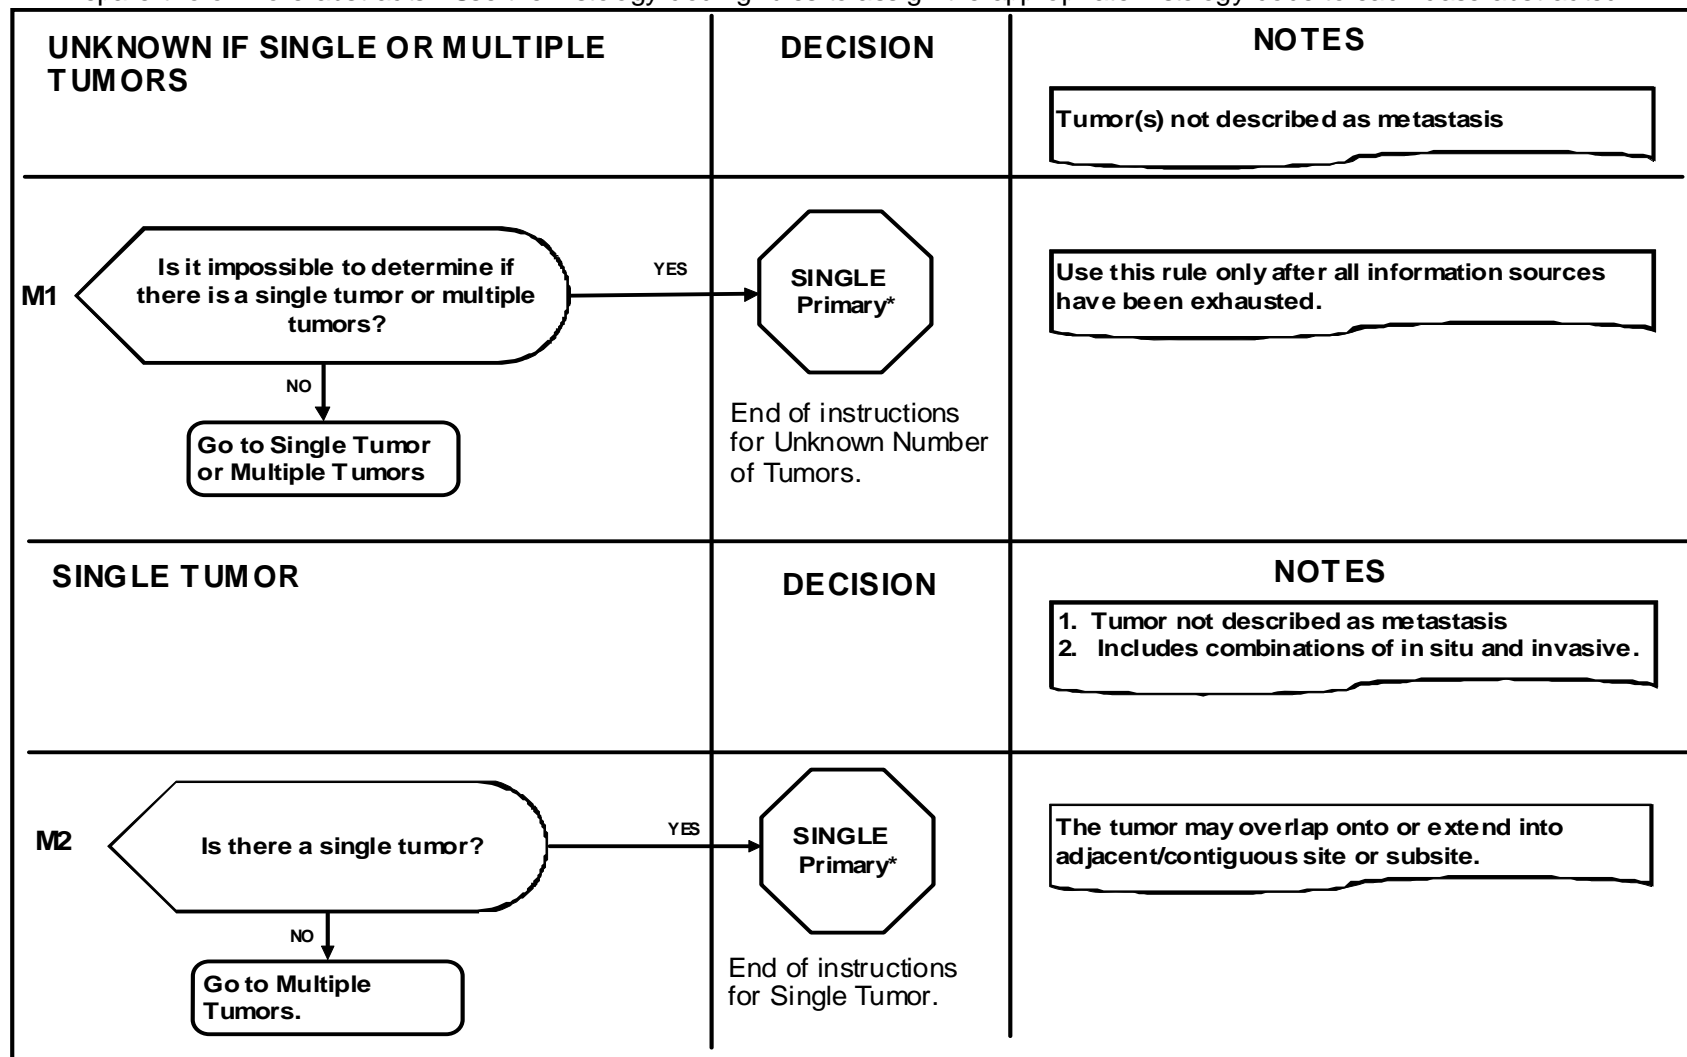 UNKNOWN IF SINGLE OR MULTIPLE
TUMORS
DECISION
NOTES
Tumor(s) not described as metastasis
M1
Is it impossible to determine if
there is a single tumor or multiple
tumors?
YES
SINGLE
Primary*
Use this rule only after all information sources
have been exhausted.
NO
Go to Single Tumor
or Multiple Tumors
End of instructions
for Unknown Number
of Tumors.
SINGLE TUMOR
DECISION
NOTES
1. Tumor not described as metastasis
2. Includes combinations of in situ and invasive.
M2
Is there a single tumor?
YES
SINGLE
Primary*
The tumor may overlap onto or extend into
adjacent/contiguous site or subsite.
NO
Go to Multiple
Tumors.
End of instructions
for Single Tumor.